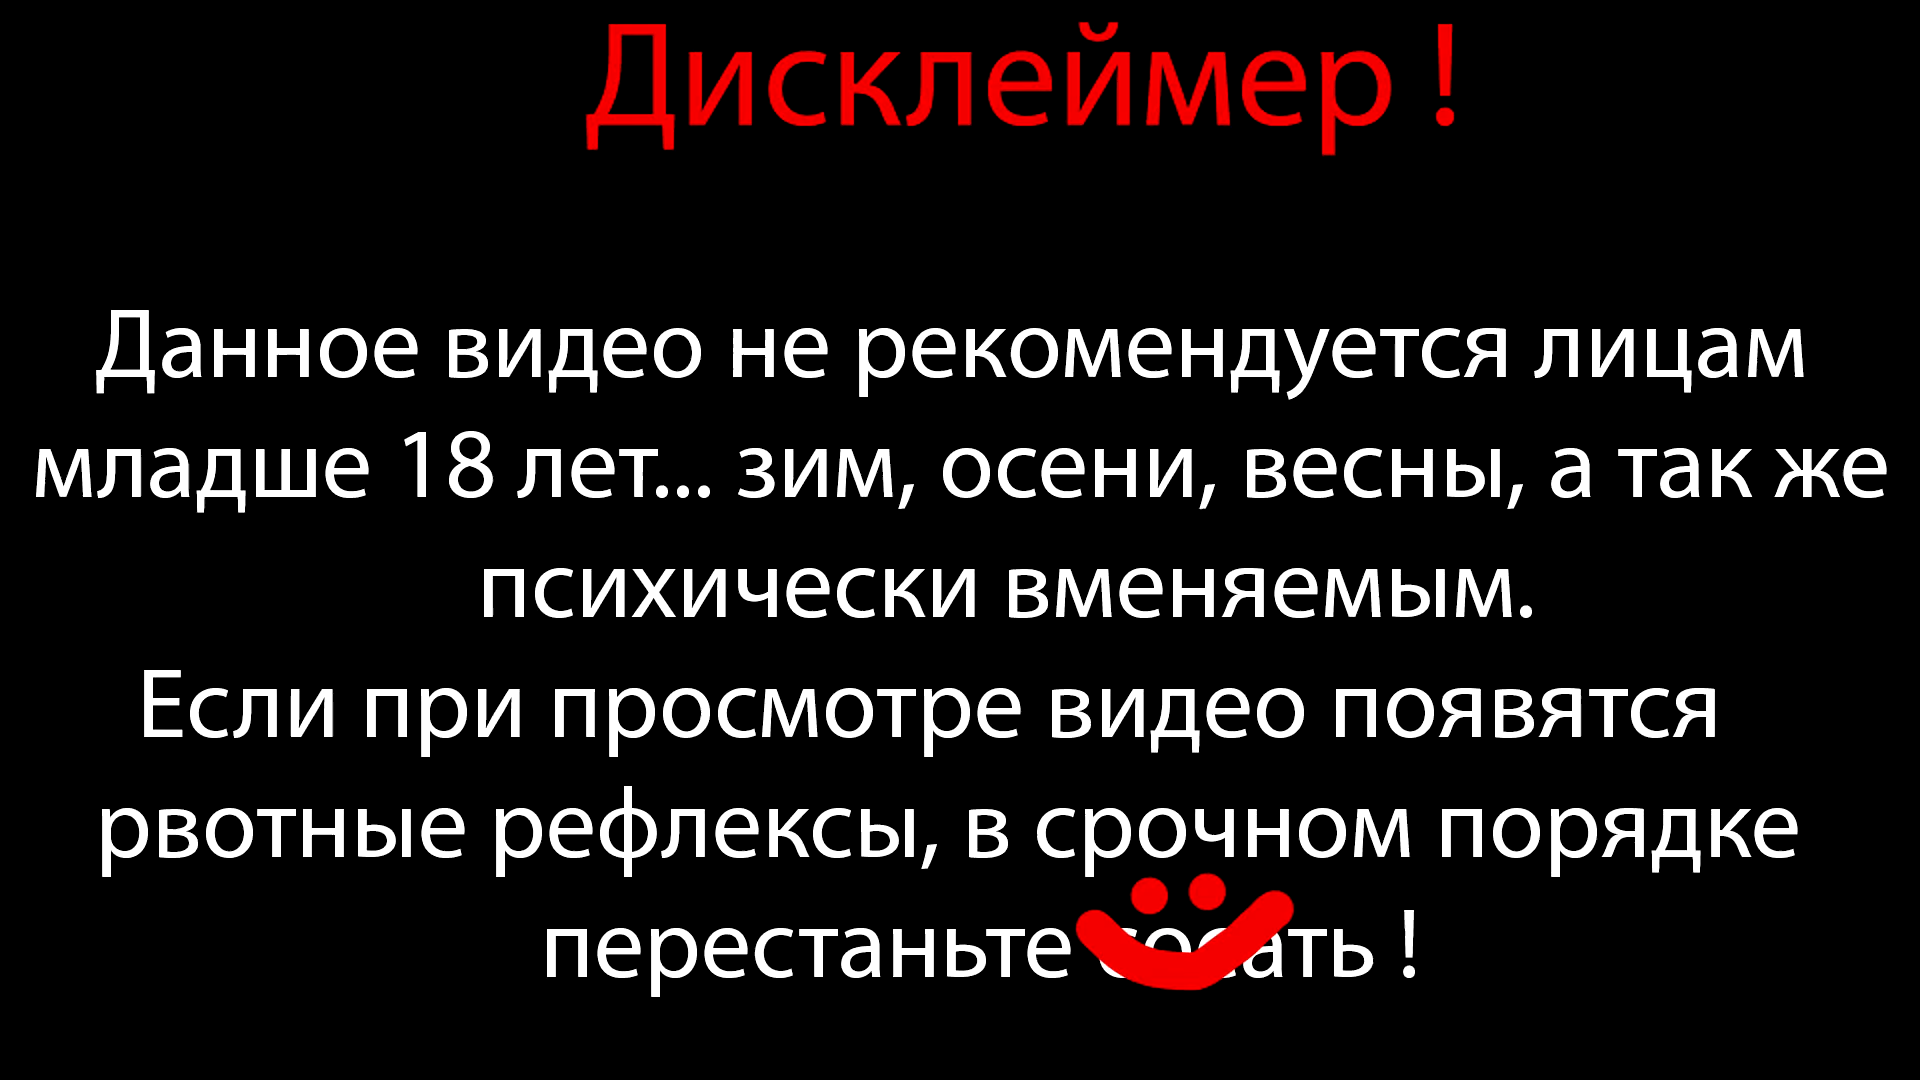 Дисклеймер !
Данное видео не рекомендуется лицам
младше 18 лет... зим, осени, весны, а так же
психически вменяемым.
Если при просмотре видео появятся
рвотные рефлексы, в срочном порядке
перестаньте сосать !